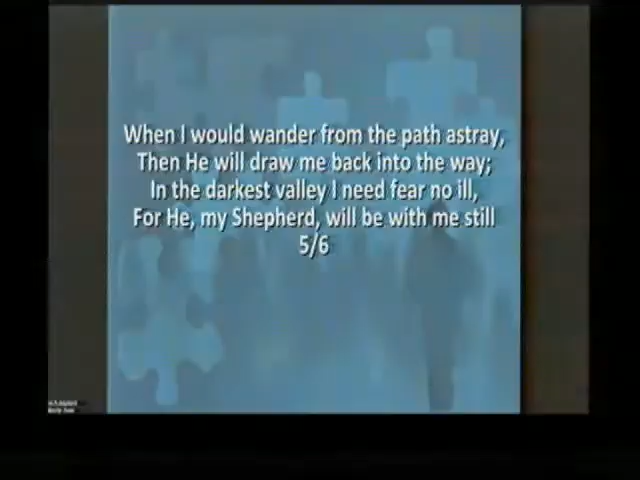 When I would wander from the path astray,
Then He will draw me back into the way;
In the darkest valley I need fear no ill,
For He, my Shepherd, will be with me still
5/6